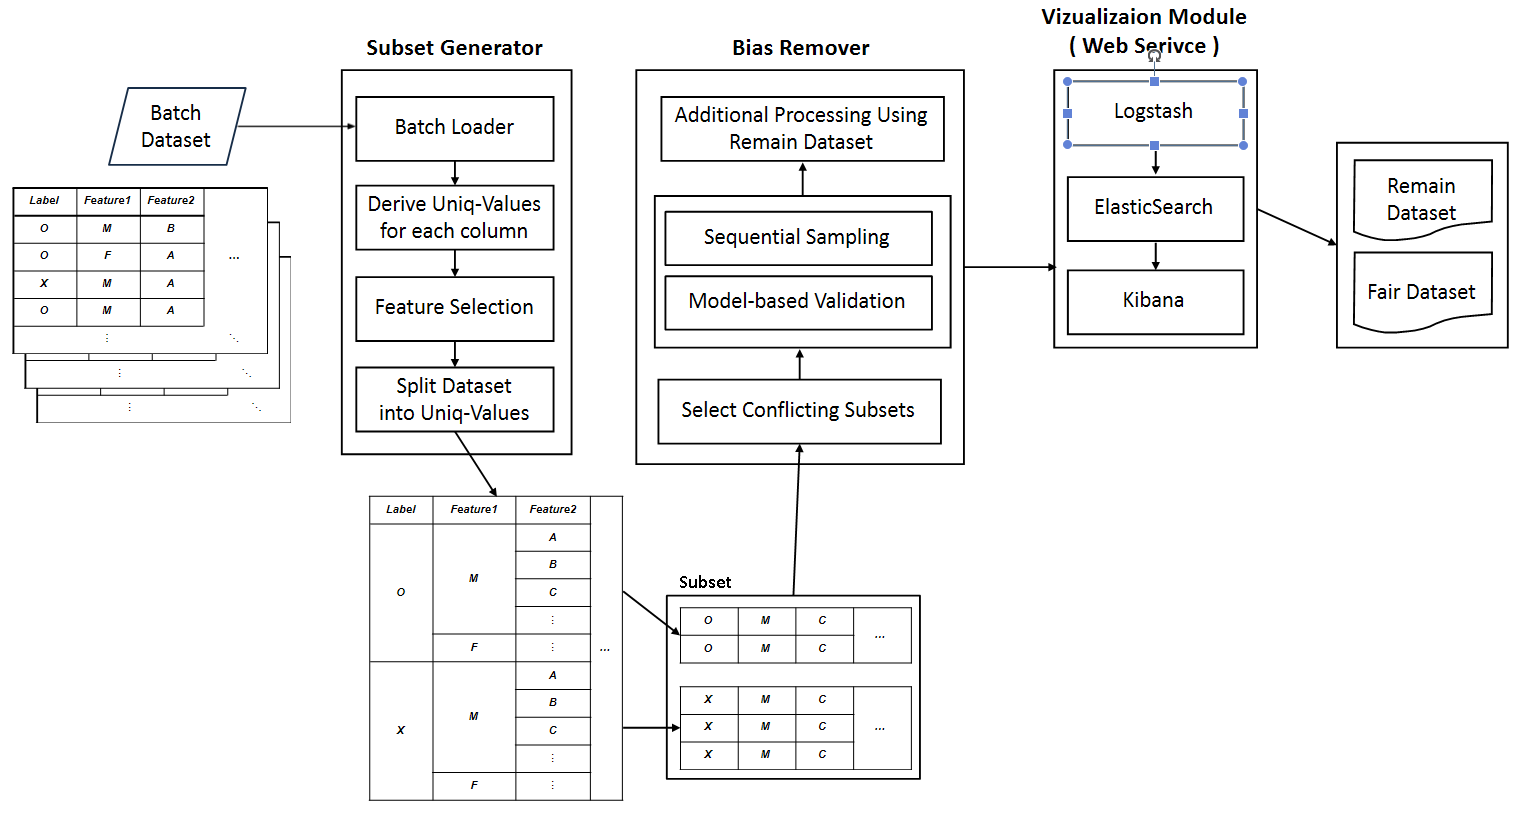 Vizualizaion Module
( Web Serivce )
Subset Generator
Bias Remover
Batch
Dataset
Batch Loader
Derive Uniq-Values
for each column
Feature Selection
Split Dataset
into Uniq-Values
Additional Processing Using
Remain Dataset
Sequential Sampling
Model-based Validation
Select Conflicting Subsets
Logstash
ElasticSearch
Kibana
Remain
Dataset
Fair Dataset
Label Feature1 Feature2
O M B
O F A ...
X M A
O M A
⋮ ⋱
⋮ ⋱
⋮ ⋱
Label Feature1 Feature2
A
B
M
O C
⋮
F ⋮ ...
A
B
M
X C
⋮
F ⋮
Subset
O M C ...
O M C
X M C
X M C ...
X M C